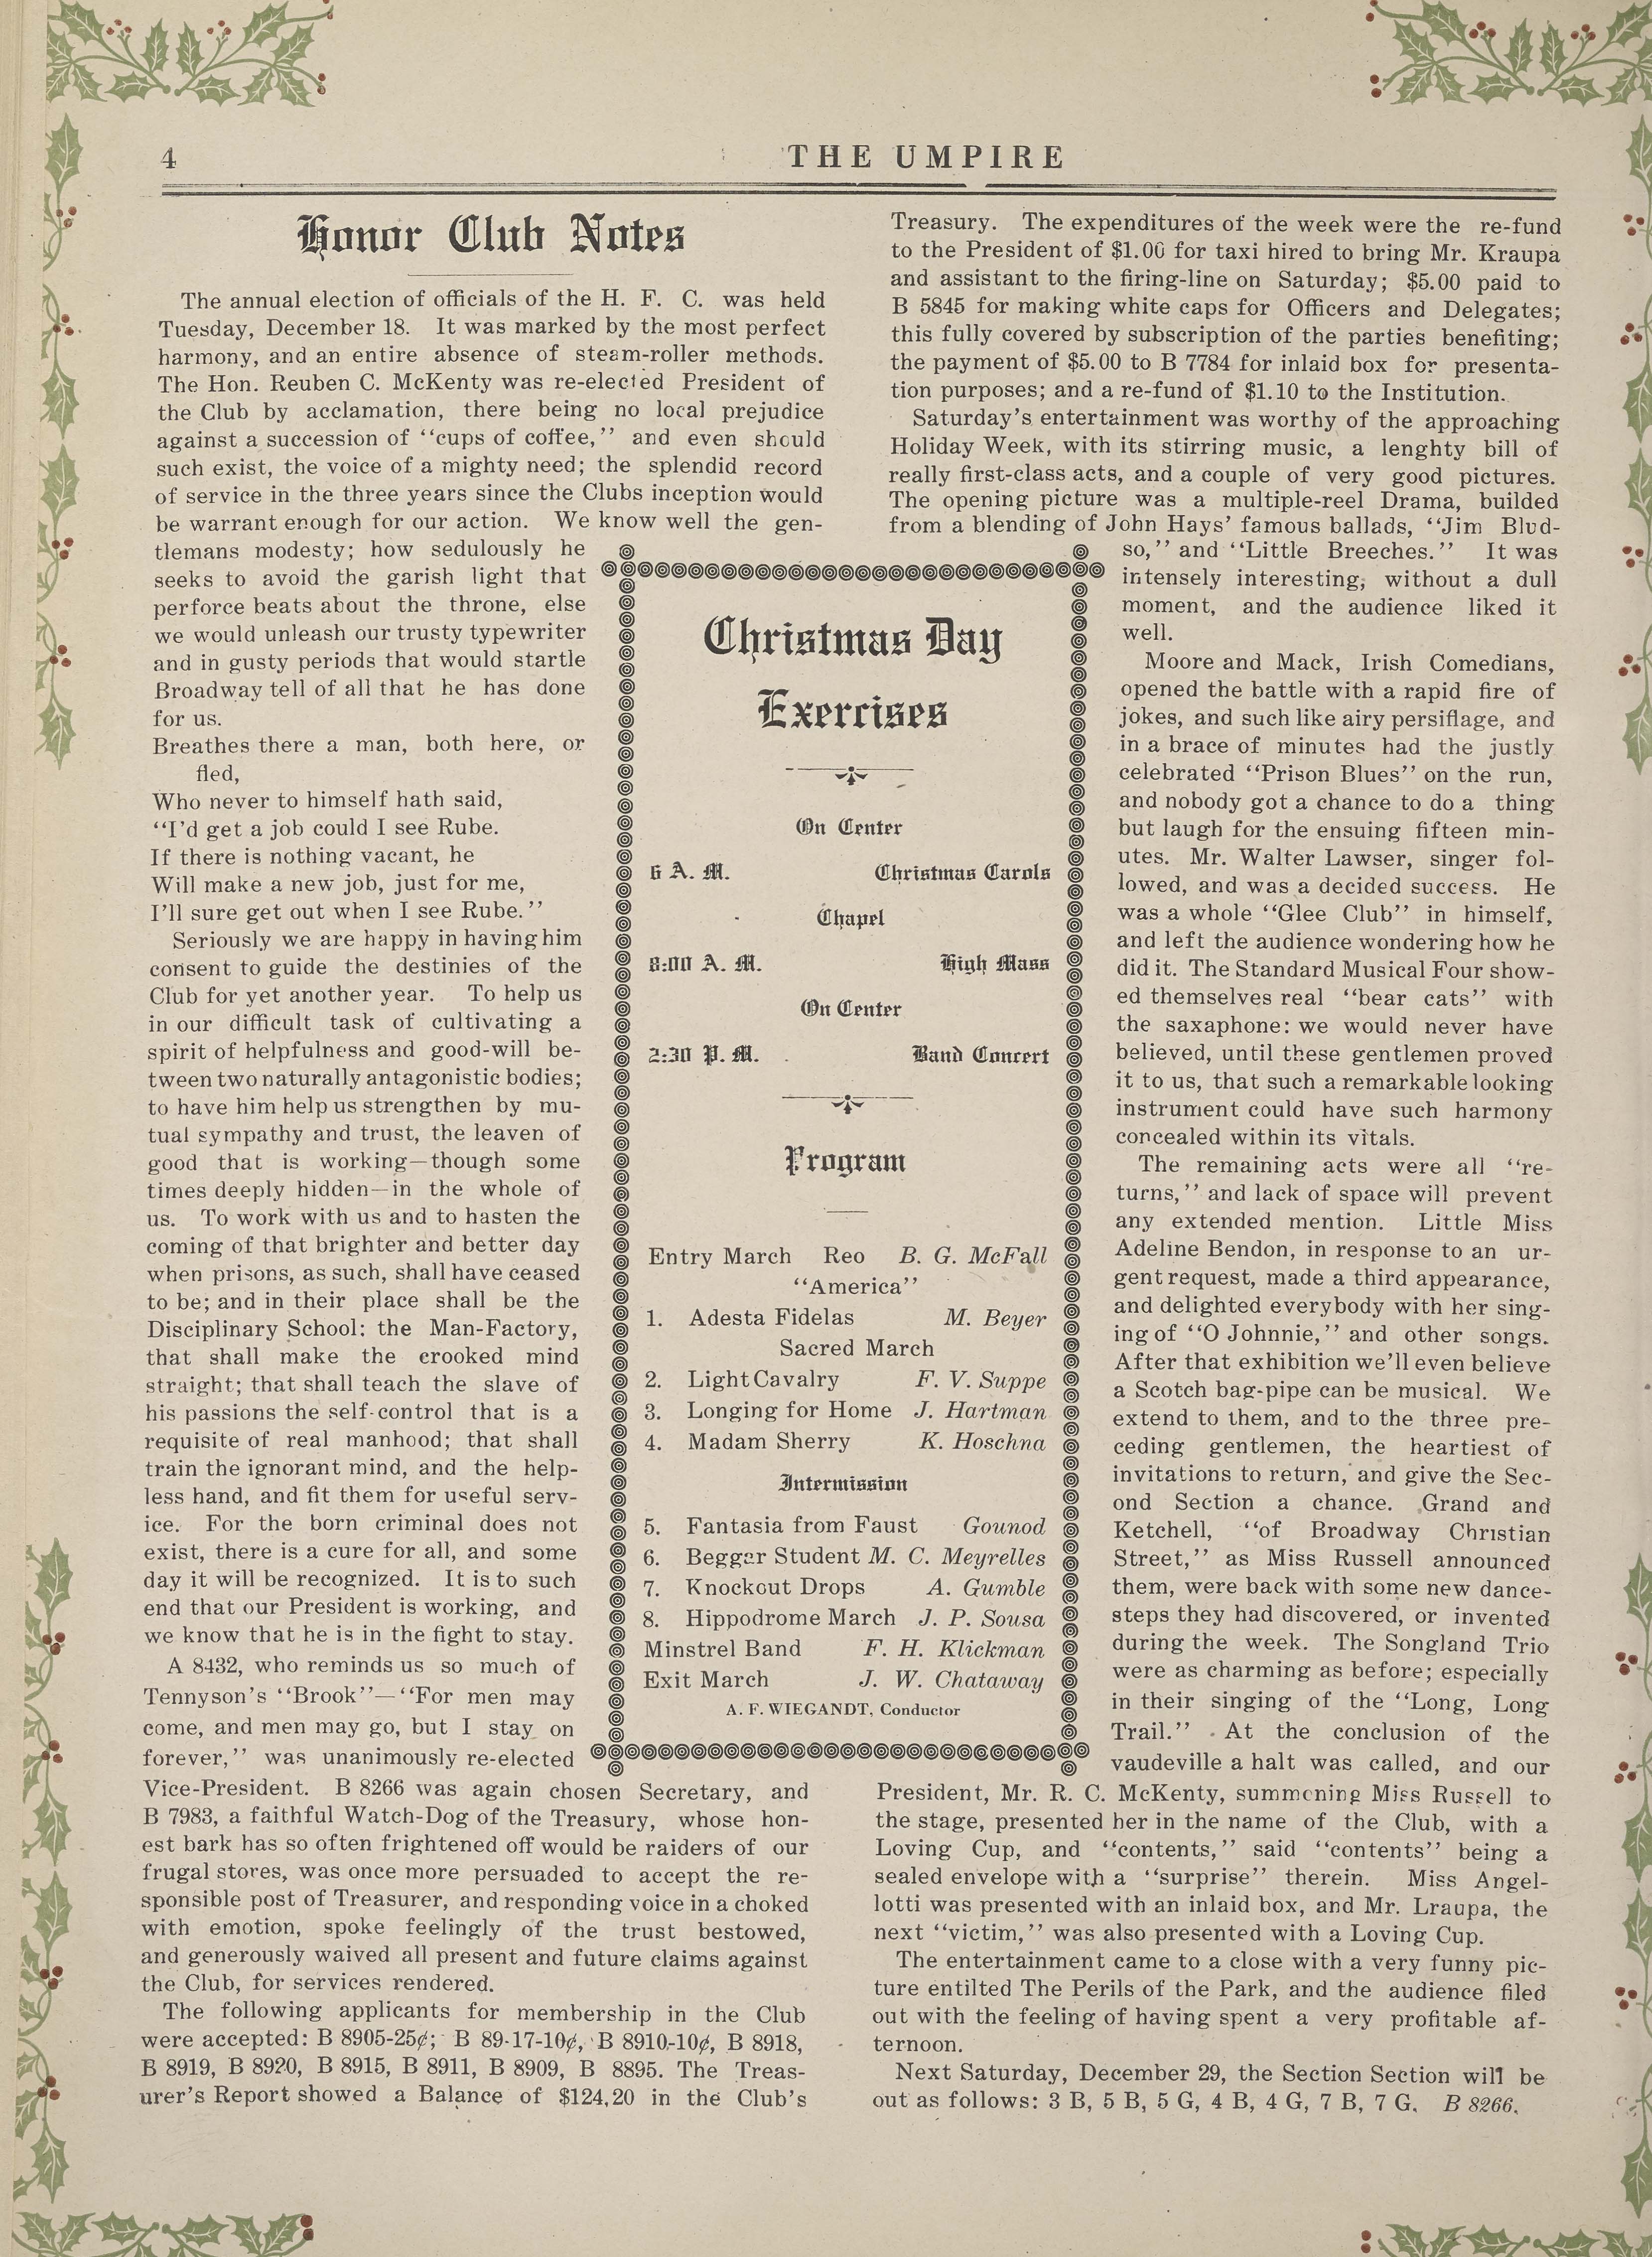 4
THE UMPIRE
Honor Club Notes
The annual election of officials of the H. F. C. was held
Tuesday, December 18. It was marked by the most perfect
harmony, and an entire absence of steam-roller methods.
The Hon. Reuben C. McKenty was re-elected President of
the Club by acclamation, there being no local prejudice
against a succession of “cups of coffee,” and even should
such exist, the voice of a mighty need; the splendid record
of service in the three years since the Clubs inception would
be warrant enough for our action. We know well the gen-
tlemans modesty; how sedulously he
seeks to avoid the garish light that
perforce beats about the throne, else
we would unleash our trusty typewriter
and in gusty periods that would startle
Broadway tell of all that he has done
for us.
Breathes there a man, both here, or
fled,
Who never to himself hath said,
“I’d get a job could I see Rube.
If there is nothing vacant, he
Will make a new job, just for me,
I’ll sure get out when I see Rube.”
Seriously we are happy in having him
consent to guide the destinies of the
Club for yet another year. To help us
in our difficult task of cultivating a
spirit of helpfulness and good-will be-
tween two naturally antagonistic bodies;
to have him help us strengthen by mu-
tual sympathy and trust, the leaven of
good that is working—though some
times deeply hidden—in the whole of
us. To work with us and to hasten the
coming of that brighter and better day
when prisons, as such, shall have ceased
to be; and in their place shall be the
Disciplinary School: the Man-Factory,
that shall make the crooked mind
straight; that shall teach the slave of
his passions the self-control that is a
requisite of real manhood; that shall
train the ignorant mind, and the help-
less hand, and fit them for useful serv-
ice. For the born criminal does not
exist, there is a cure for all, and some
day it will be recognized. It is to such
end that our President is working, and
we know that he is in the fight to stay.
A 8432, who reminds us so much of
Tennyson’s “Brook”—“For men may
come, and men may go, but I stay on
forever,” was unanimously re-elected
Vice-President. B 8266 was again chosen Secretary, and
B 7983, a faithful Watch-Dog of the Treasury, whose hon-
est bark has so often frightened off would be raiders of our
frugal stores, was once more persuaded to accept the re-
sponsible post of Treasurer, and responding voice in a choked
with emotion, spoke feelingly of the trust bestowed,
and generously waived all present and future claims against
the Club, for services rendered.
The following applicants for membership in the Club
were accepted: B 8905-25¢; B 89-17-10¢, B 8910-10¢, B 8918,
B 8919, B 8920, B 8915, B 8911, B 8909, B 8895. The Treas-
urer’s Report showed a Balance of $124,20 in the Club’s
Treasury. The expenditures of the week were the re-fund
to the President of $1.00 for taxi hired to bring Mr. Kraupa
and assistant to the firing-line on Saturday; $5.00 paid to
B 5845 for making white caps for Officers and Delegates;
this fully covered by subscription of the parties benefiting;
the payment of $5.00 to B 7784 for inlaid box for presenta-
tion purposes; and a re-fund of $1.10 to the Institution.
Saturday’s entertainment was worthy of the approaching
Holiday Week, with its stirring music, a lenghty bill of
really first-class acts, and a couple of very good pictures.
The opening picture was a multiple-reel Drama, builded
from a blending of John Hays’ famous ballads, “Jim Blud-
so,” and “Little Breeches.” It was
intensely interesting, without a dull
moment, and the audience liked it
well.
Moore and Mack, Irish Comedians,
opened the battle with a rapid fire of
jokes, and such like airy persiflage, and
in a brace of minutes had the justly
celebrated “Prison Blues” on the run,
and nobody got a chance to do a thing
but laugh for the ensuing fifteen min-
utes. Mr. Walter Lawser, singer fol-
lowed, and was a decided success. He
was a whole “Glee Club” in himself,
and left the audience wondering how he
did it. The Standard Musical Four show-
ed themselves real “bear cats” with
the saxaphone: we would never have
believed, until these gentlemen proved
it to us, that such a remarkable looking
instrument could have such harmony
concealed within its vitals.
The remaining acts were all “re-
turns,” and lack of space will prevent
any extended mention. Little Miss
Adeline Bendon, in response to an ur-
gent request, made a third appearance,
and delighted everybody with her sing-
ing of “O Johnnie,” and other songs.
After that exhibition we’ll even believe
a Scotch bag-pipe can be musical. We
extend to them, and to the three pre-
ceding gentlemen, the heartiest of
invitations to return, and give the Sec-
ond Section a chance. Grand and
Ketchell, “of Broadway Christian
Street,” as Miss Russell announced
them, were back with some new dance-
steps they had discovered, or invented
during the week. The Songland Trio
were as charming as before; especially
in their singing of the “Long, Long
Trail.” At the conclusion of the
vaudeville a halt was called, and our
President, Mr. R. C. McKenty, summoning Miss Russell to
the stage, presented her in the name of the Club, with a
Loving Cup, and “contents,” said “contents” being a
sealed envelope with a “surprise” therein. Miss Angel-
lotti was presented with an inlaid box, and Mr. Lraupa, the
next “victim,” was also presented with a Loving Cup.
The entertainment came to a close with a very funny pic-
ture entilted The Perils of the Park, and the audience filed
out with the feeling of having spent a very profitable af-
ternoon.
Next Saturday, December 29, the Section Section will be
out as follows: 3 B, 5 B, 5 G, 4 B, 4 G, 7 B, 7 G. B 8266.
Christmas Day
Exercises
On Center
6 A. M. Christmas Carols
Chapel
8:00 A. M. High Mass
On Center
2:30 P. M. Band Concert
Program
Entry March Reo B. G. McFall
“America”
1. Adesta Fidelas M. Beyer
Sacred March
2. Light Cavalry F. V. Suppe
3. Longing for Home J. Hartman
4. Madam Sherry K. Hoschna
Intermission
5. Fantasia from Faust Gounod
6. Beggar Student M. C. Meyrelles
7. Knockout Drops A. Gumble
8. Hippodrome March J. P. Sousa
Minstrel Band F. H. Klickman
Exit March J. W. Chataway
A. F. WIEGANDT, Conductor